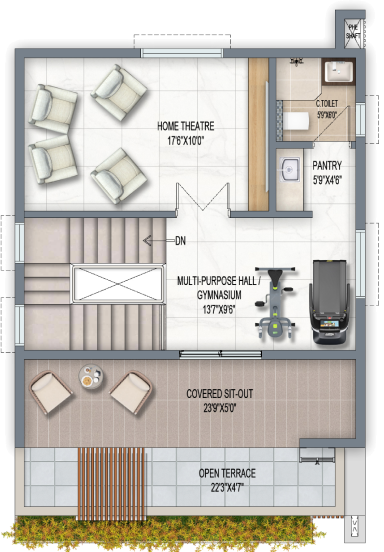 PHE
SHAFT
C.TOILET
5'9"X6'0"
HOME THEATRE
17'6"X10'0"
PANTRY
5'9"X4'6"
DN
MULTI-PURPOSE HALL /
GYMNASIUM
13'7"X9'6"
COVERED SIT-OUT
23'9"X5'0"
OPEN TERRACE
22'3"X4'7"